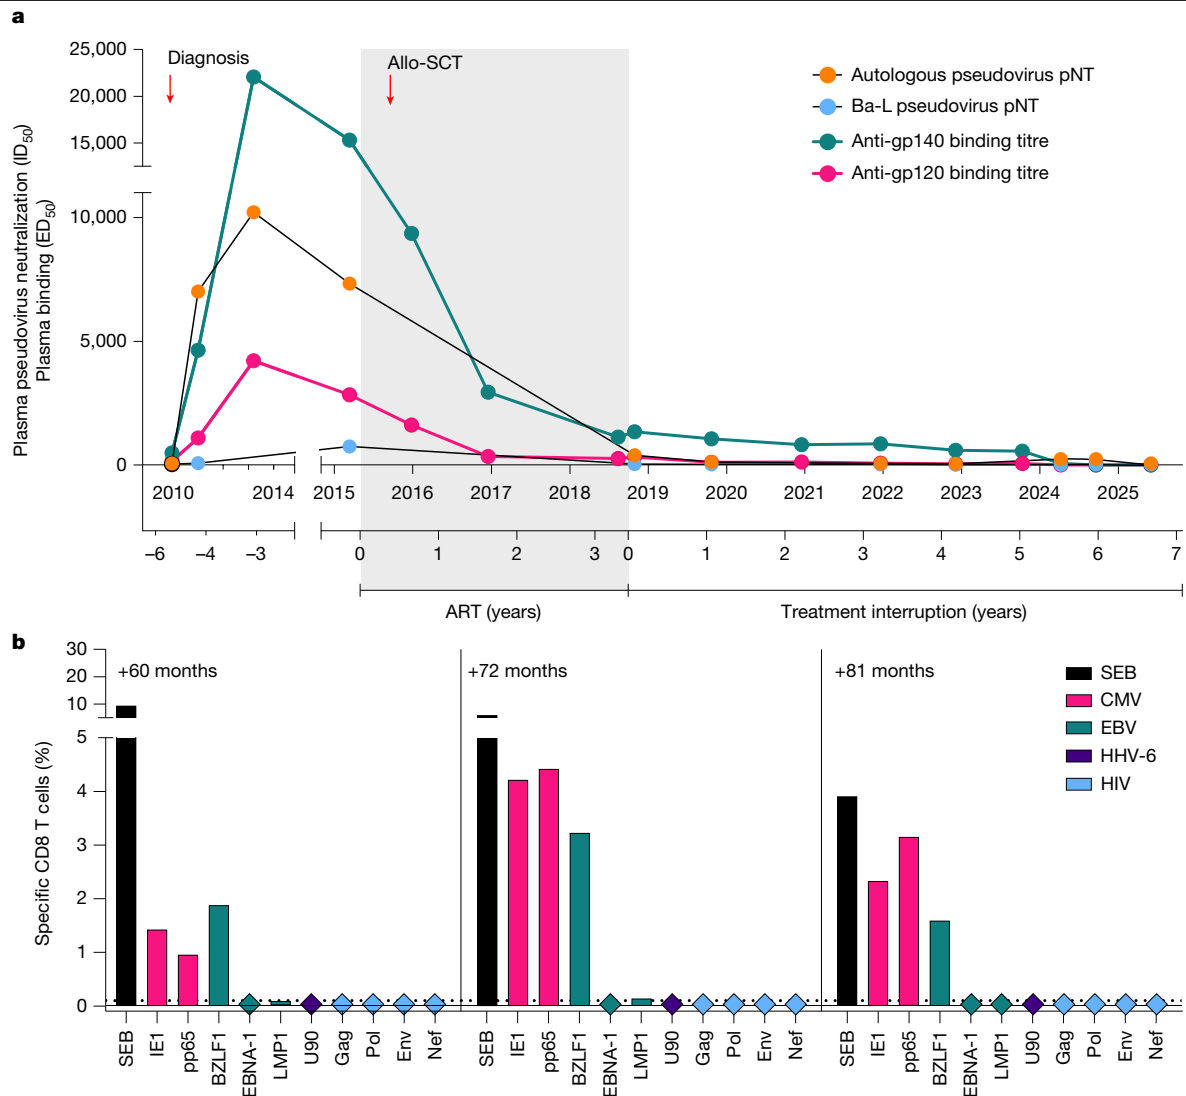 a
25,000
20,000
15,000
10,000
5,000
0
Plasma pseudovirus neutralization (ID50)
Plasma binding (ED50)
Diagnosis
Allo-SCT
Autologous pseudovirus pNT
Ba-L pseudovirus pNT
Anti-gp140 binding titre
Anti-gp120 binding titre
2010 2014 2015 2016 2017 2018 2019 2020 2021 2022 2023 2024 2025
–6 –4 –3 0 1 2 3 0 1 2 3 4 5 6 7
ART (years) Treatment interruption (years)
b
30
20
10
5
4
3
2
1
0
Specific CD8 T cells (%)
+60 months +72 months +81 months
SEB
CMV
EBV
HHV-6
HIV
SEB IE1 pp65 BZLF1 EBNA-1 LMP1 U90 Gag Pol Env Nef SEB IE1 pp65 BZLF1 EBNA-1 LMP1 U90 Gag Pol Env Nef SEB IE1 pp65 BZLF1 EBNA-1 LMP1 U90 Gag Pol Env Nef